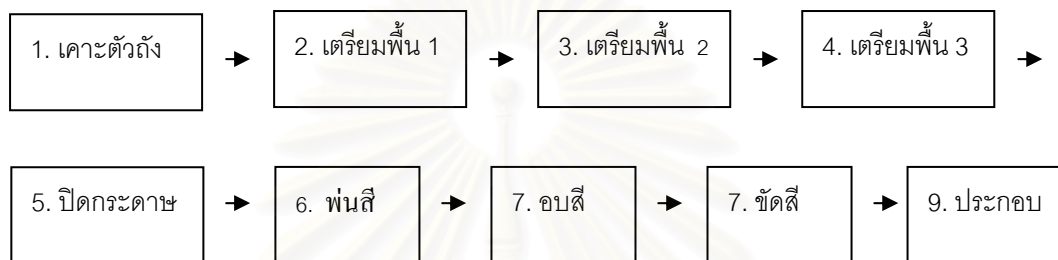 1. เคาะตัวถัง
2. เตรียมพื้น 1
3. เตรียมพื้น 2
4. เตรียมพื้น 3
5. ปิดกระดาษ
6. พ่นสี
7. อบสี
7. ขัดสี
9. ประกอบ